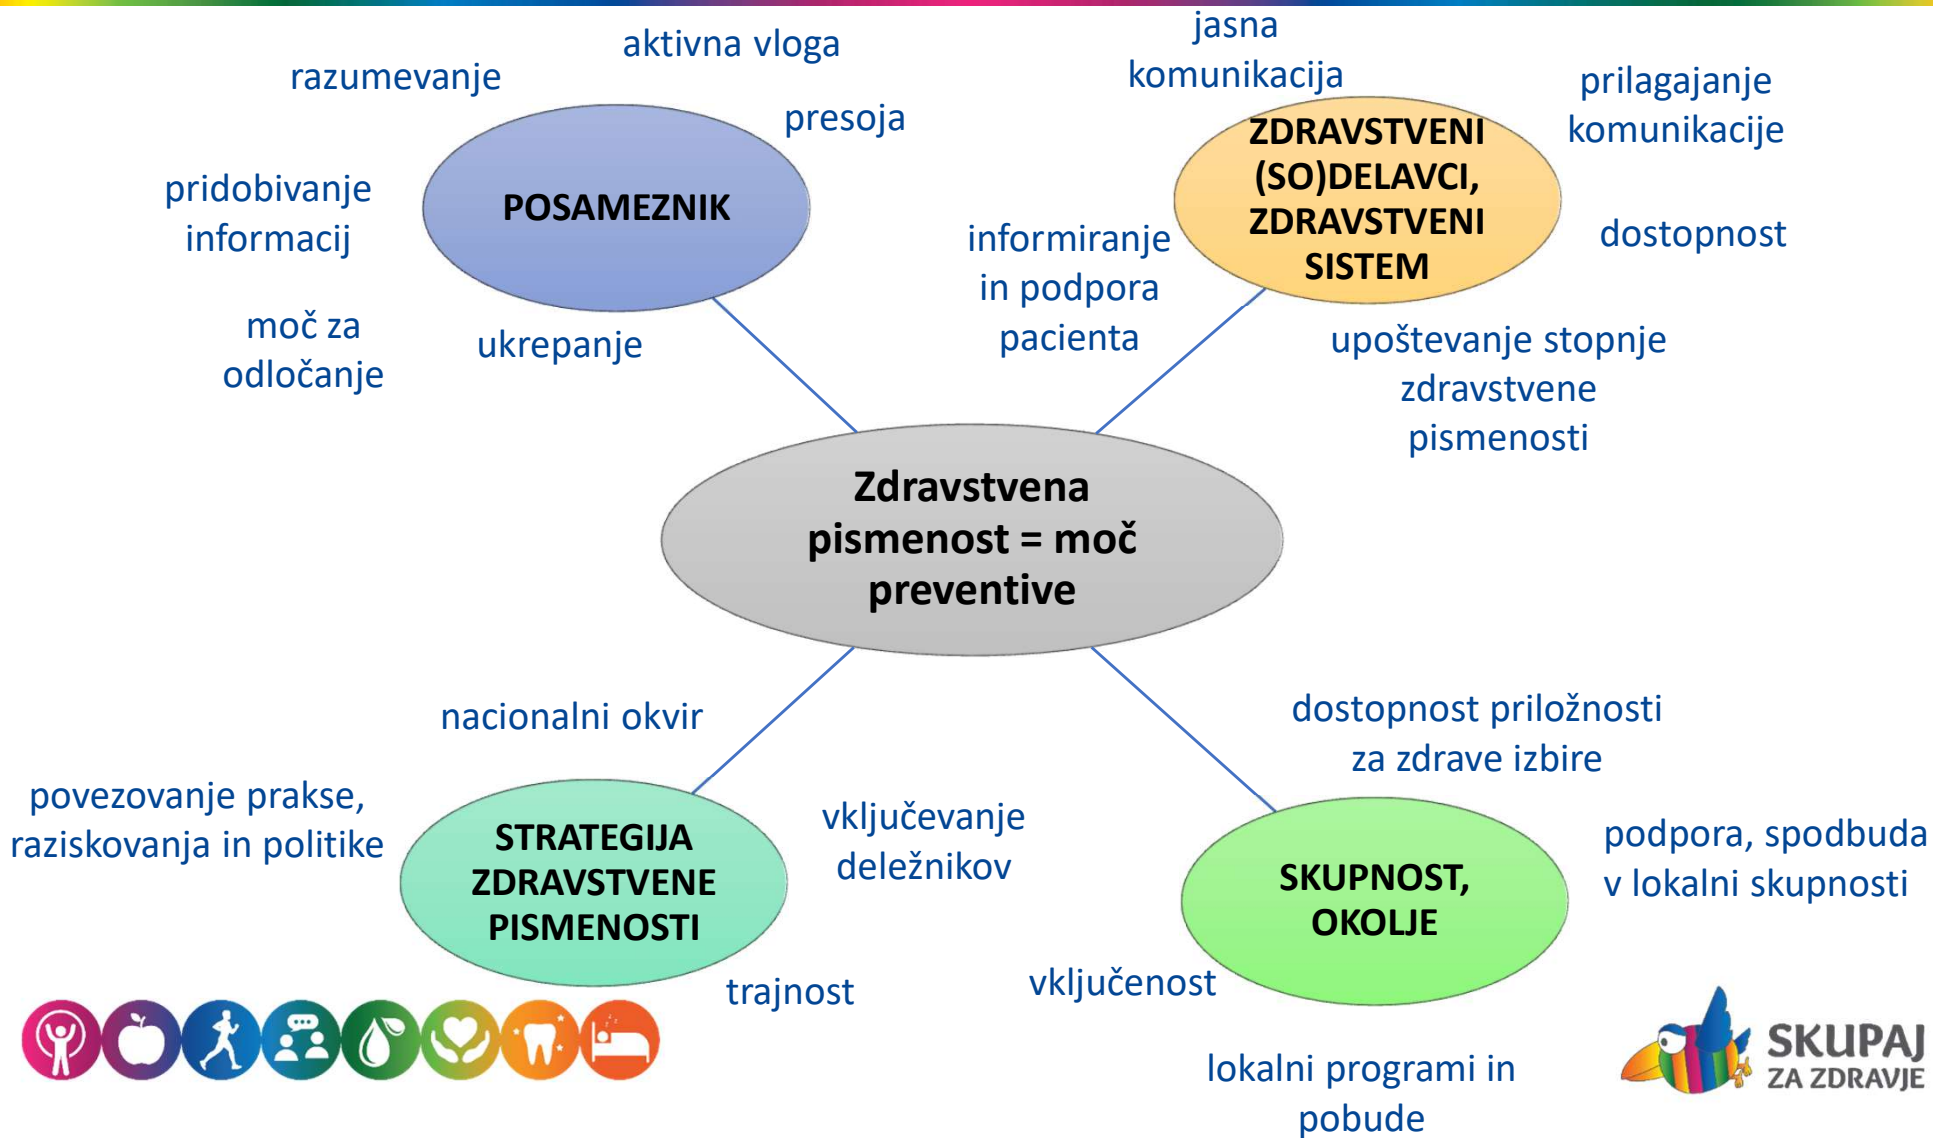 aktivna vloga
razumevanje
presoja
pridobivanje
informacij
POSAMEZNIK
moč za
odločanje
ukrepanje
jasna
komunikacija
prilagajanje
komunikacije
ZDRAVSTVENI
(SO)DELAVCI,
ZDRAVSTVENI
SISTEM
informiranje
in podpora
pacienta
dostopnost
upoštevanje stopnje
zdravstvene
pismenosti
Zdravstvena
pismenost = moč
preventive
nacionalni okvir
povezovanje prakse,
raziskovanja in politike
STRATEGIJA
ZDRAVSTVENE
PISMENOSTI
vključevanje
deležnikov
trajnost
dostopnost priložnosti
za zdrave izbire
SKUPNOST,
OKOLJE
podpora, spodbuda
v lokalni skupnosti
vključenost
lokalni programi in
pobude
SKUPAJ
ZA ZDRAVJE